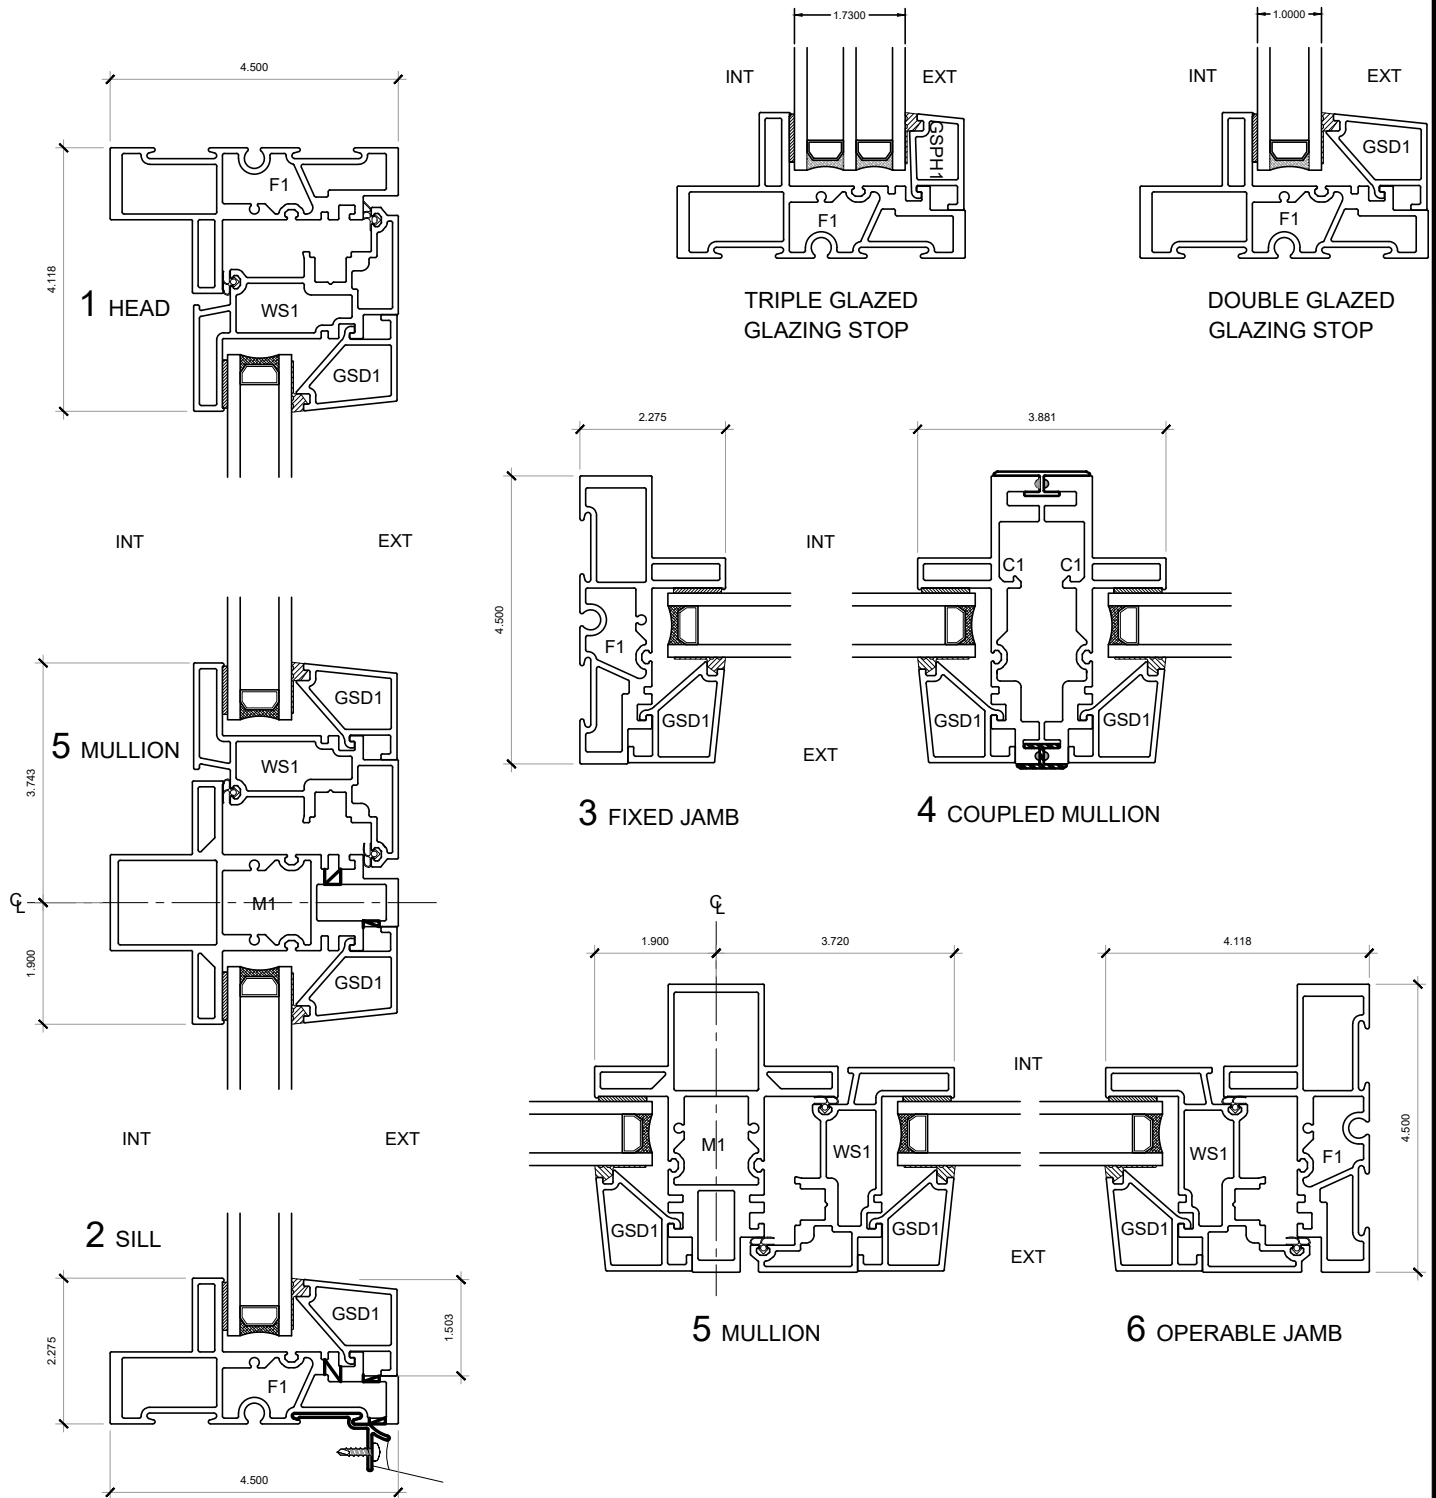 4.500
4.118
F1
WS1
GSD1
1 HEAD
1.7300
INT
EXT
GSPH1
F1
TRIPLE GLAZED
GLAZING STOP
1.0000
INT
EXT
GSD1
F1
DOUBLE GLAZED
GLAZING STOP
INT
EXT
3.743
1.900
GSD1
5 MULLION
WS1
M1
CL
GSD1
2.275
4.500
F1
GSD1
3 FIXED JAMB
INT
EXT
3.881
C1
C1
GSD1
GSD1
4 COUPLED MULLION
CL
1.900
3.720
M1
WS1
GSD1
GSD1
5 MULLION
INT
EXT
4.118
4.500
WS1
F1
GSD1
6 OPERABLE JAMB
INT
EXT
2 SILL
2.275
1.503
GSD1
F1
4.500